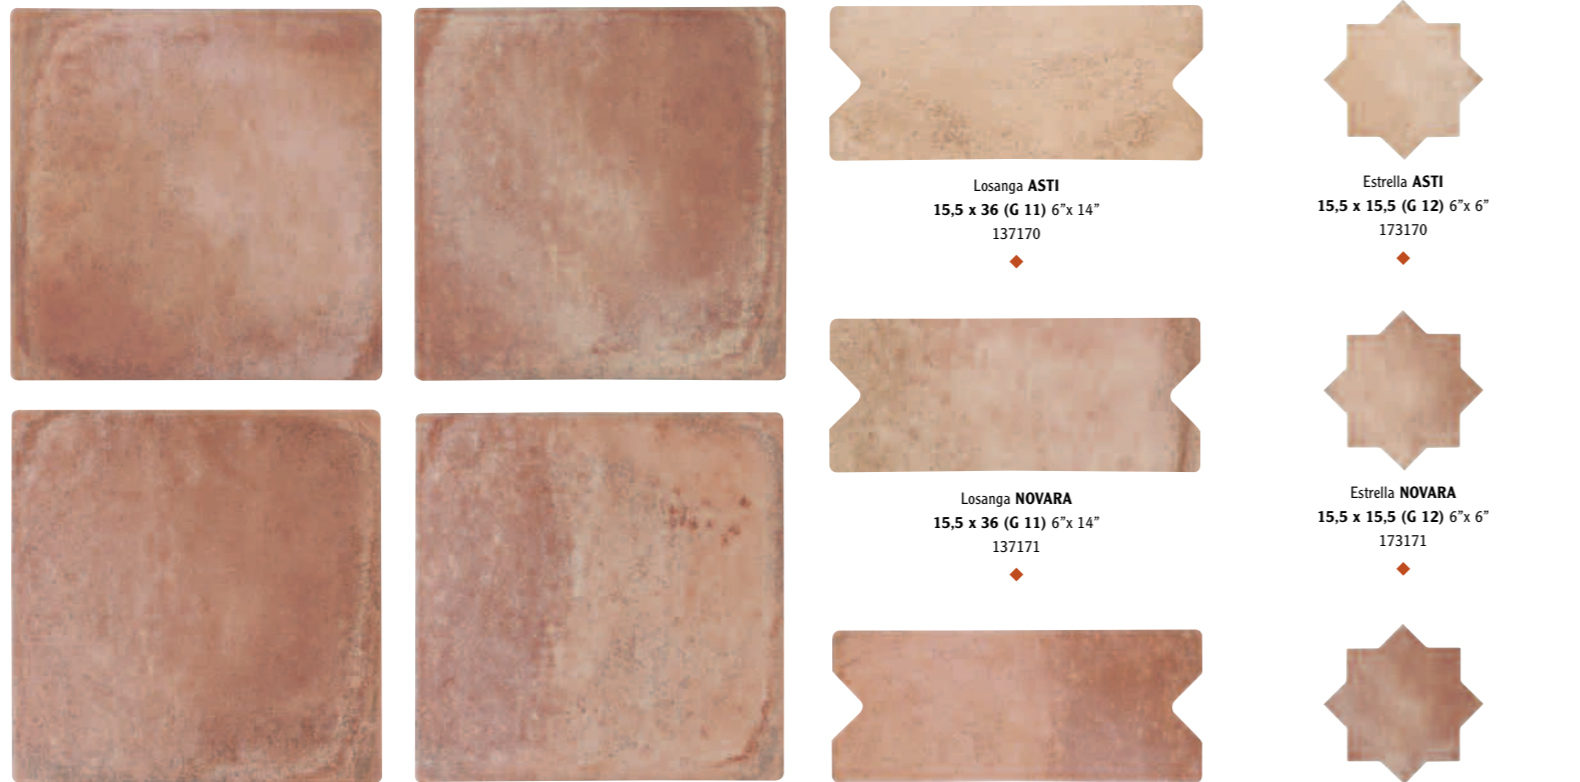 Losanga ASTI
15,5 x 36 (G 11) 6”x 14”
137170
Estrella ASTI
15,5 x 15,5 (G 12) 6”x 6”
173170
Losanga NOVARA
15,5 x 36 (G 11) 6”x 14”
137171
Estrella NOVARA
15,5 x 15,5 (G 12) 6”x 6”
173171